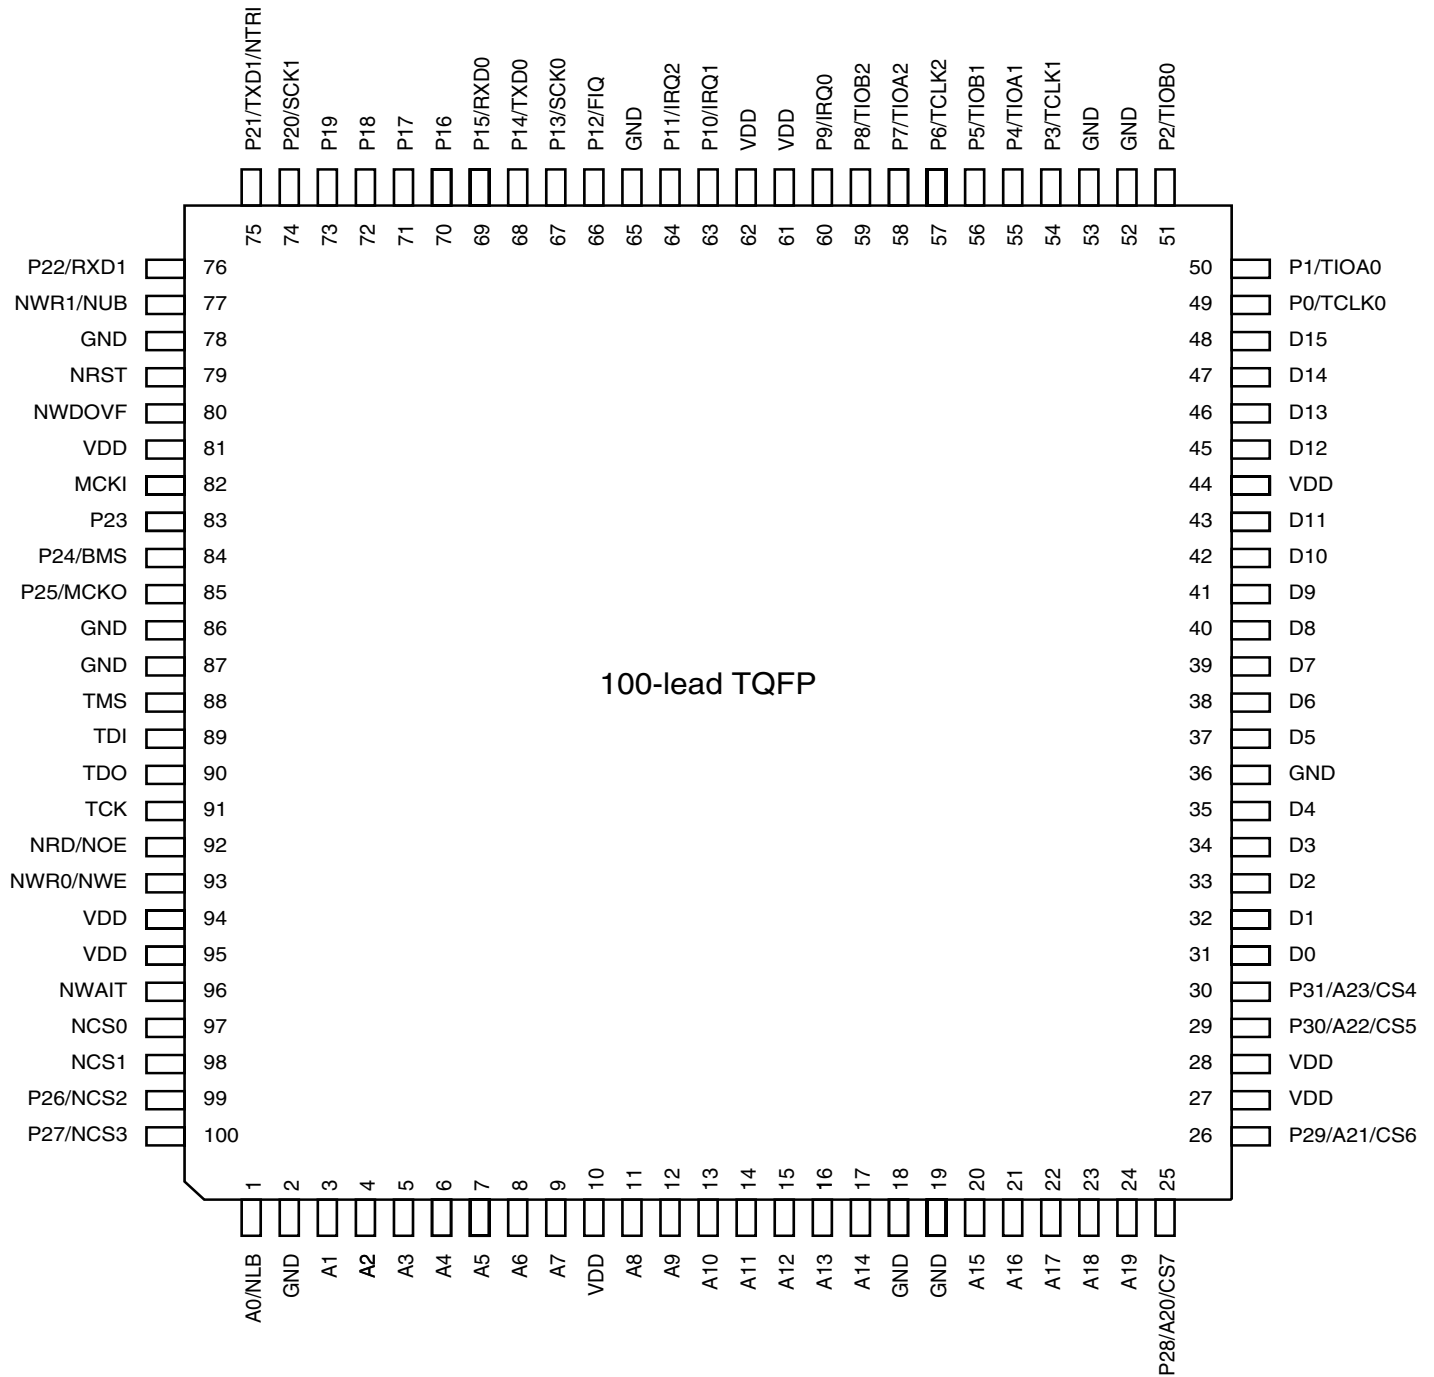 P21/TXD1/NTRI
P20/SCK1
P19
P18
P17
P16
P15/RXD0
P14/TXD0
P13/SCK0
P12/FIQ
GND
P11/IRQ2
P10/IRQ1
VDD
VDD
P9/IRQ0
P8/TIOB2
P7/TIOA2
P6/TCLK2
P5/TIOB1
P4/TIOA1
P3/TCLK1
GND
GND
P2/TIOB0
75
74
73
72
71
70
69
68
67
66
65
64
63
62
61
60
59
58
57
56
55
54
53
52
51
P22/RXD1 76
NWR1/NUB 77
GND 78
NRST 79
NWDOVF 80
VDD 81
MCKI 82
P23 83
P24/BMS 84
P25/MCKO 85
GND 86
GND 87
TMS 88
TDI 89
TDO 90
TCK 91
NRD/NOE 92
NWR0/NWE 93
VDD 94
VDD 95
NWAIT 96
NCS0 97
NCS1 98
P26/NCS2 99
P27/NCS3 100
100-lead TQFP
50 P1/TIOA0
49 P0/TCLK0
48 D15
47 D14
46 D13
45 D12
44 VDD
43 D11
42 D10
41 D9
40 D8
39 D7
38 D6
37 D5
36 GND
35 D4
34 D3
33 D2
32 D1
31 D0
30 P31/A23/CS4
29 P30/A22/CS5
28 VDD
27 VDD
26 P29/A21/CS6
1
2
3
4
5
6
7
8
9
10
11
12
13
14
15
16
17
18
19
20
21
22
23
24
25
A0/NLB
GND
A1
A2
A3
A4
A5
A6
A7
VDD
A8
A9
A10
A11
A12
A13
A14
GND
GND
A15
A16
A17
A18
A19
P28/A20/CS7